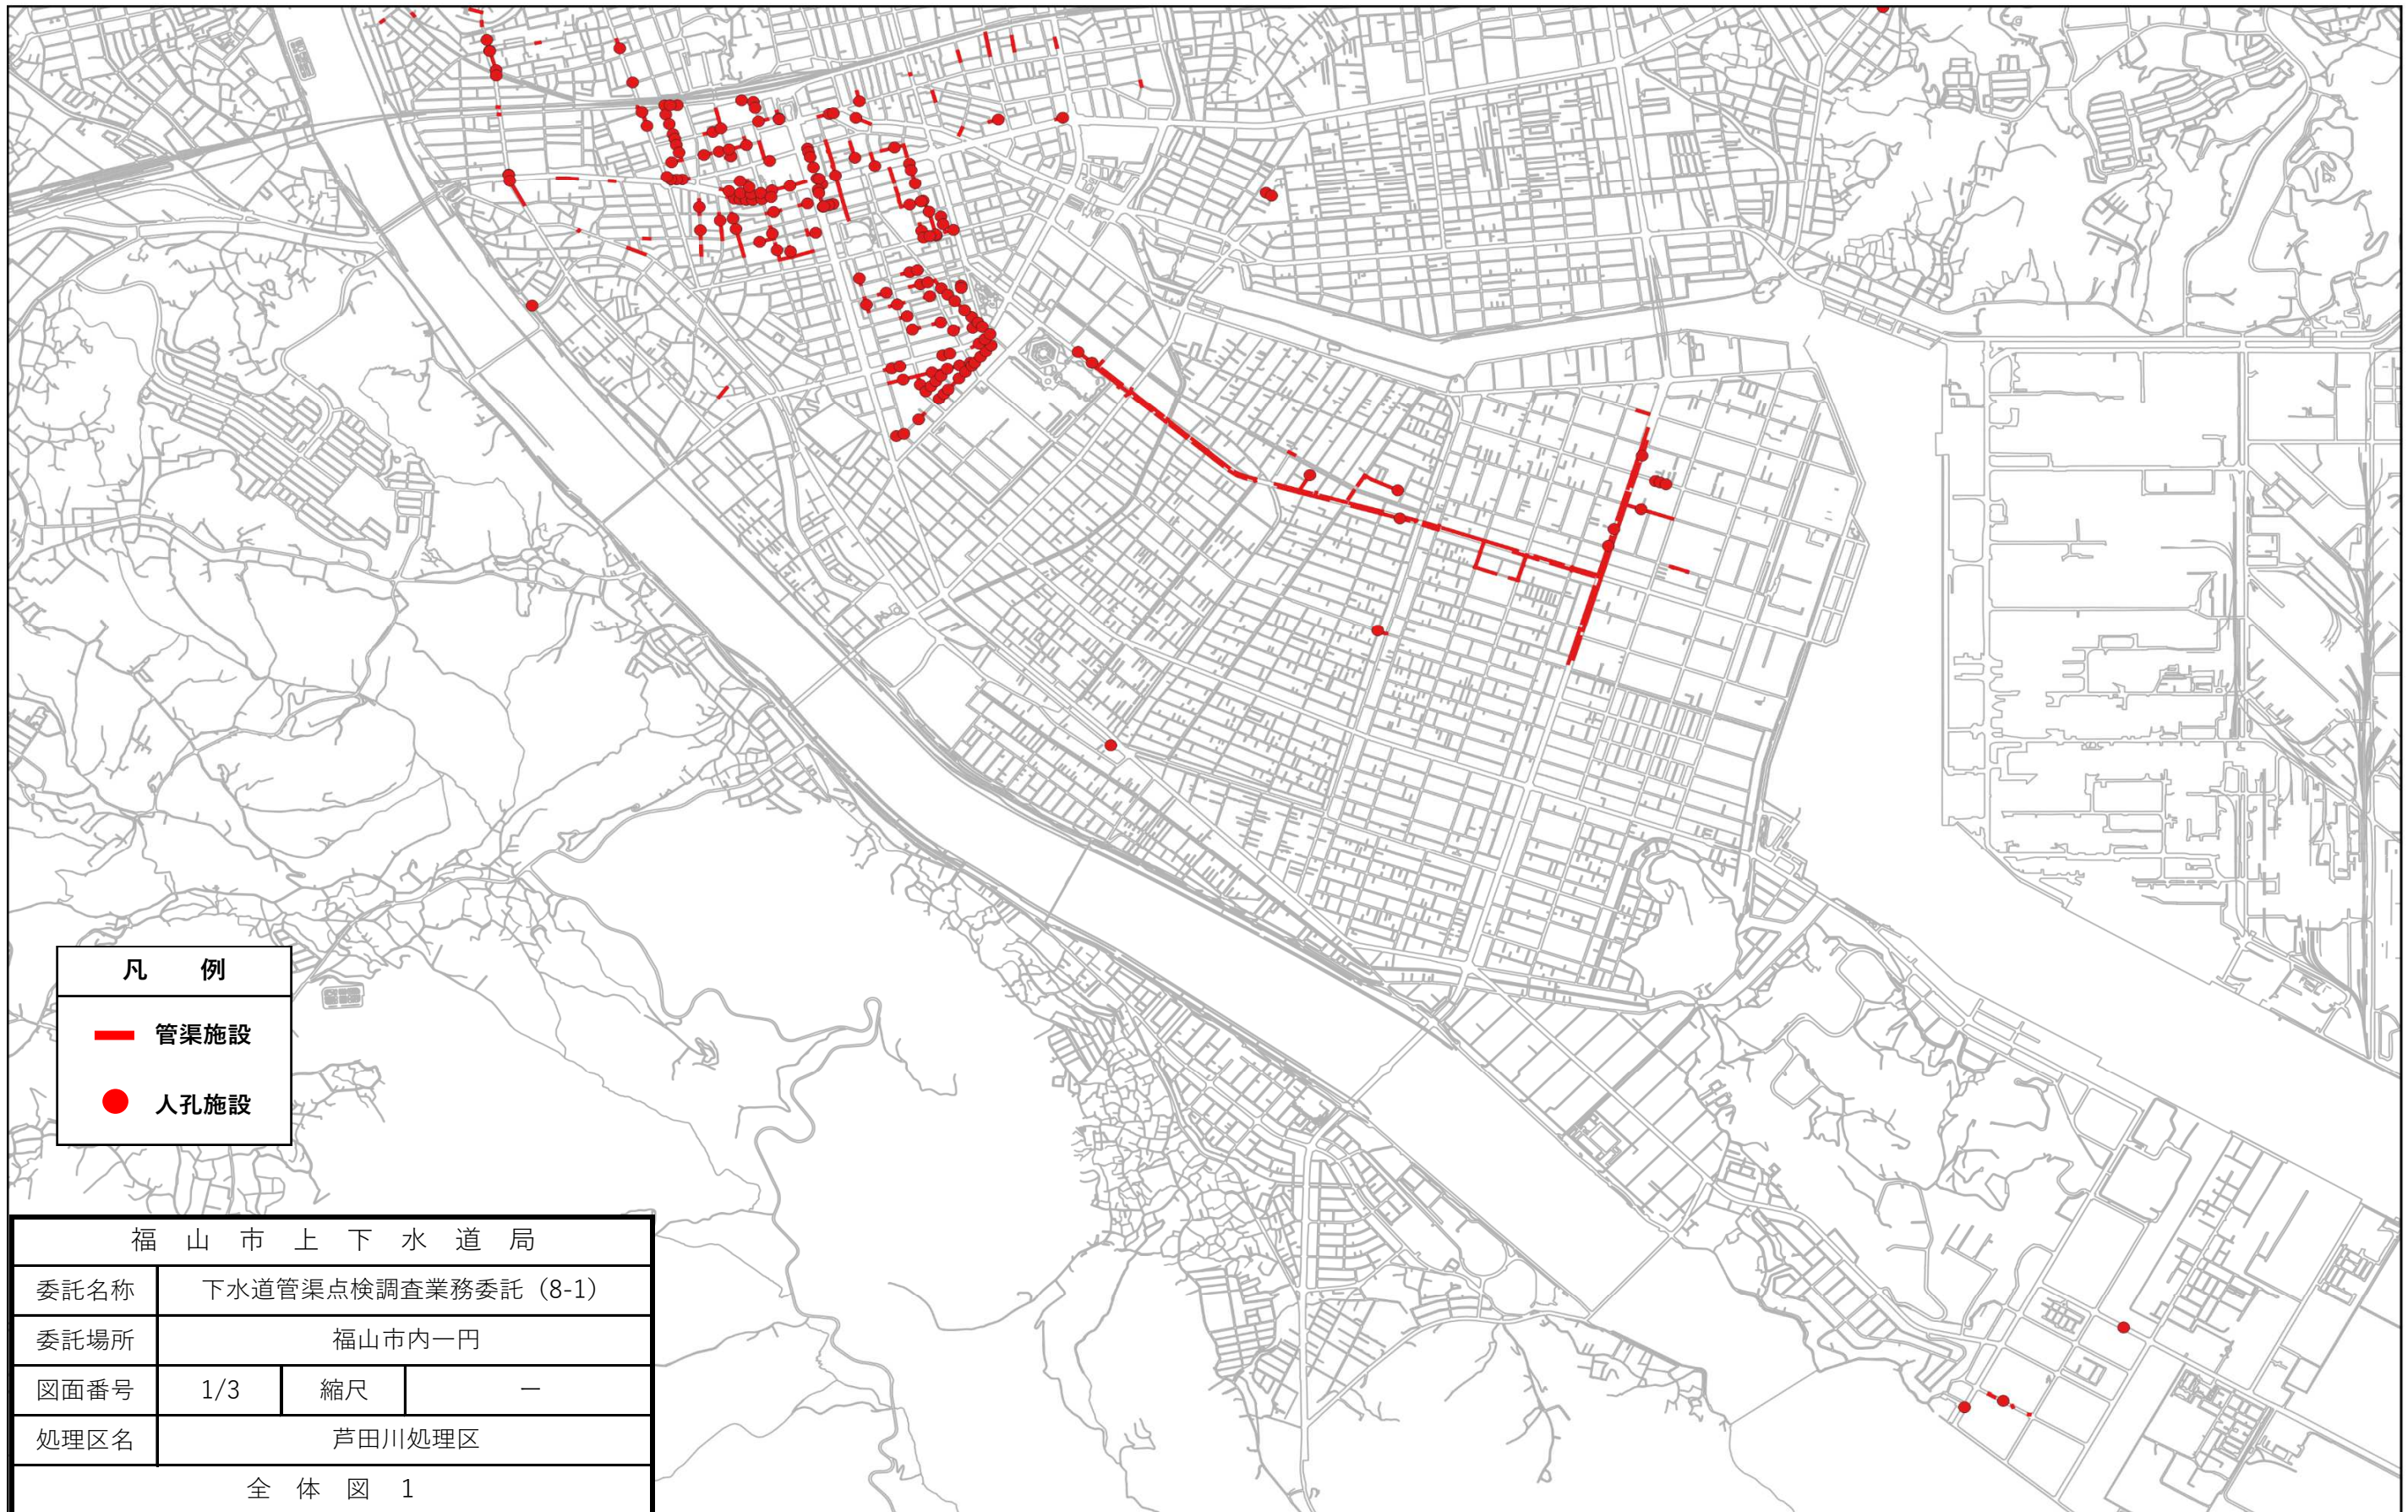 凡 例
管渠施設
人孔施設
福山市上下水道局
委託名称 下水道管渠点検調査業務委託（8-1）
委託場所 福山市内一円
図面番号 1/3 縮尺 －
処理区名 芦田川処理区
全体図 1